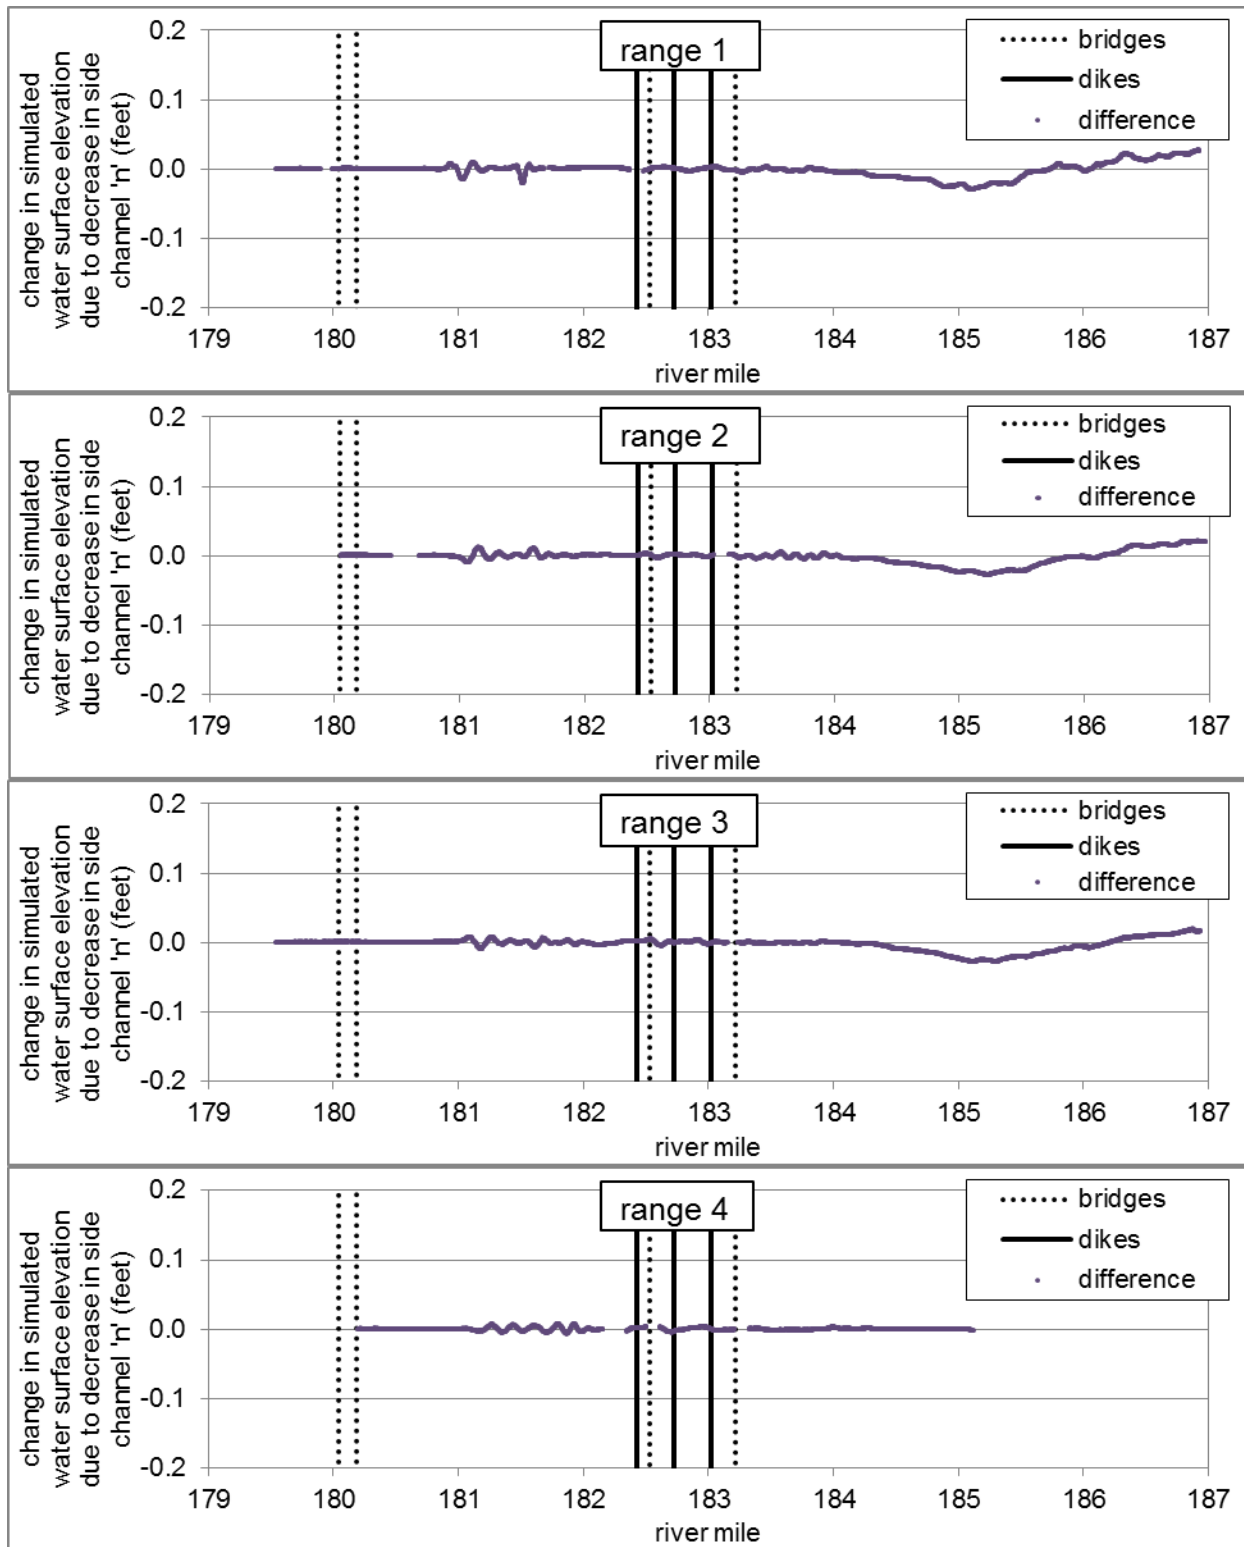 change in simulated
water surface elevation
due to decrease in side
channel 'n' (feet)
0.2
0.1
0.0
-0.1
-0.2
range 1
bridges
dikes
difference
179 180 181 182 183 184 185 186 187
river mile
change in simulated
water surface elevation
due to decrease in side
channel 'n' (feet)
0.2
0.1
0.0
-0.1
-0.2
range 2
bridges
dikes
difference
179 180 181 182 183 184 185 186 187
river mile
change in simulated
water surface elevation
due to decrease in side
channel 'n' (feet)
0.2
0.1
0.0
-0.1
-0.2
range 3
bridges
dikes
difference
179 180 181 182 183 184 185 186 187
river mile
change in simulated
water surface elevation
due to decrease in side
channel 'n' (feet)
0.2
0.1
0.0
-0.1
-0.2
range 4
bridges
dikes
difference
179 180 181 182 183 184 185 186 187
river mile